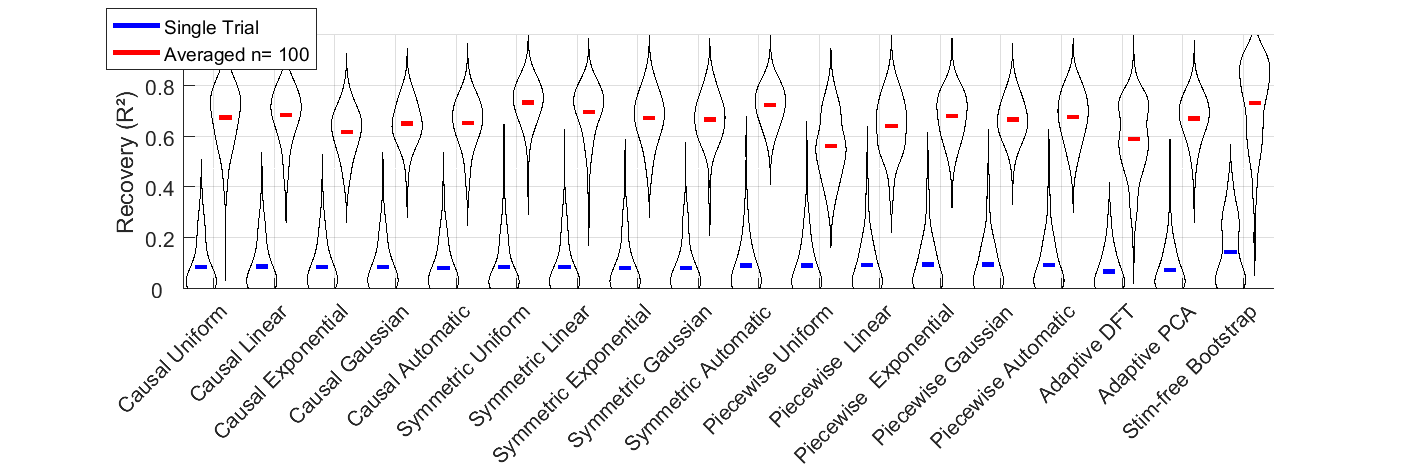 Single Trial
Averaged n= 100
Recovery (R²)
0.8
0.6
0.4
0.2
0
Causal Uniform
Causal Linear
Causal Exponential
Causal Gaussian
Causal Automatic
Symmetric Uniform
Symmetric Linear
Symmetric Exponential
Symmetric Gaussian
Symmetric Automatic
Piecewise Uniform
Piecewise Linear
Piecewise Exponential
Piecewise Gaussian
Piecewise Automatic
Adaptive DFT
Adaptive PCA
Stim-free Bootstrap